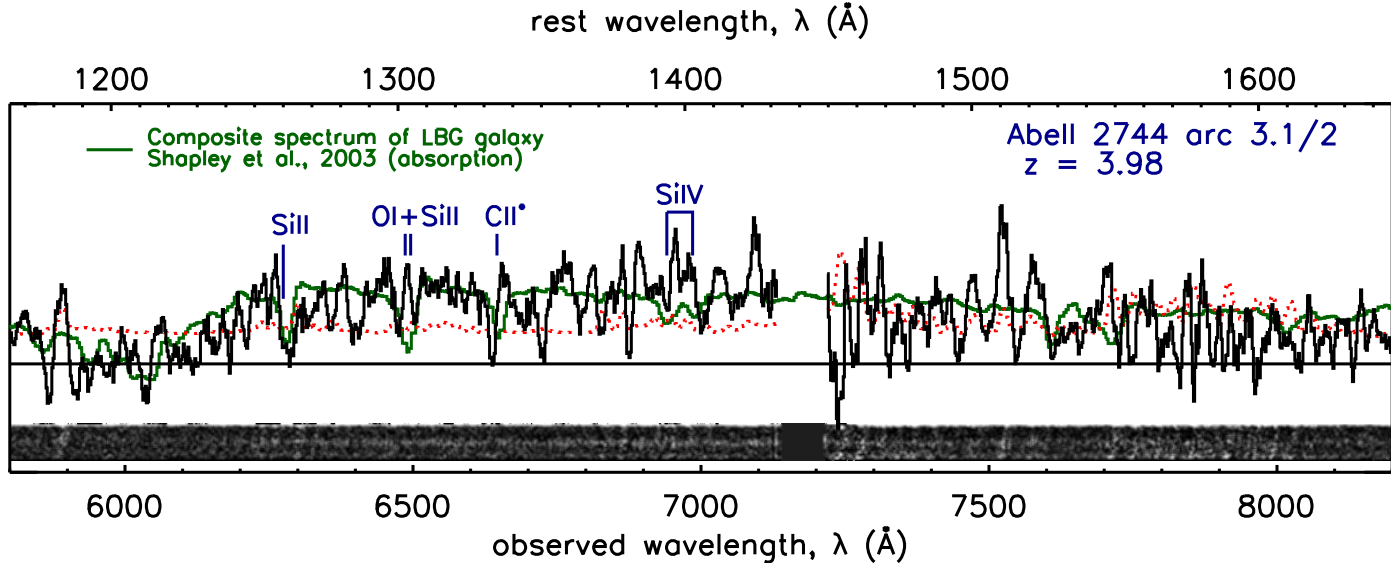 rest wavelength, λ (Å)
1200 1300 1400 1500 1600
Composite spectrum of LBG galaxy
Shapley et al., 2003 (absorption)
Abell 2744 arc 3.1/2
z = 3.98
SiII
OI+SiII
CII*
SiIV
6000 6500 7000 7500 8000
observed wavelength, λ (Å)